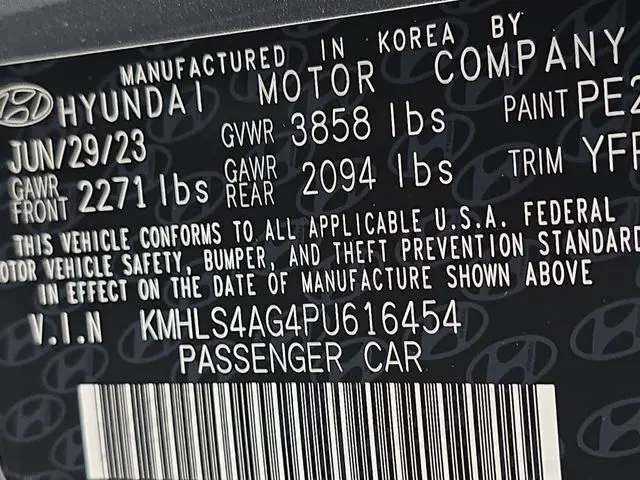 MANUFACTURED IN KOREA BY
HYUNDAI MOTOR COMPANY
JUN/29/23 GVWR 3858 lbs PAINT PE2
GAWR FRONT 2271 lbs GAWR REAR 2094 lbs TRIM YFP
THIS VEHICLE CONFORMS TO ALL APPLICABLE U.S.A. FEDERAL
MOTOR VEHICLE SAFETY, BUMPER, AND THEFT PREVENTION STANDARD
IN EFFECT ON THE DATE OF MANUFACTURE SHOWN ABOVE
V.I.N KMHLS4AG4PU616454
PASSENGER CAR